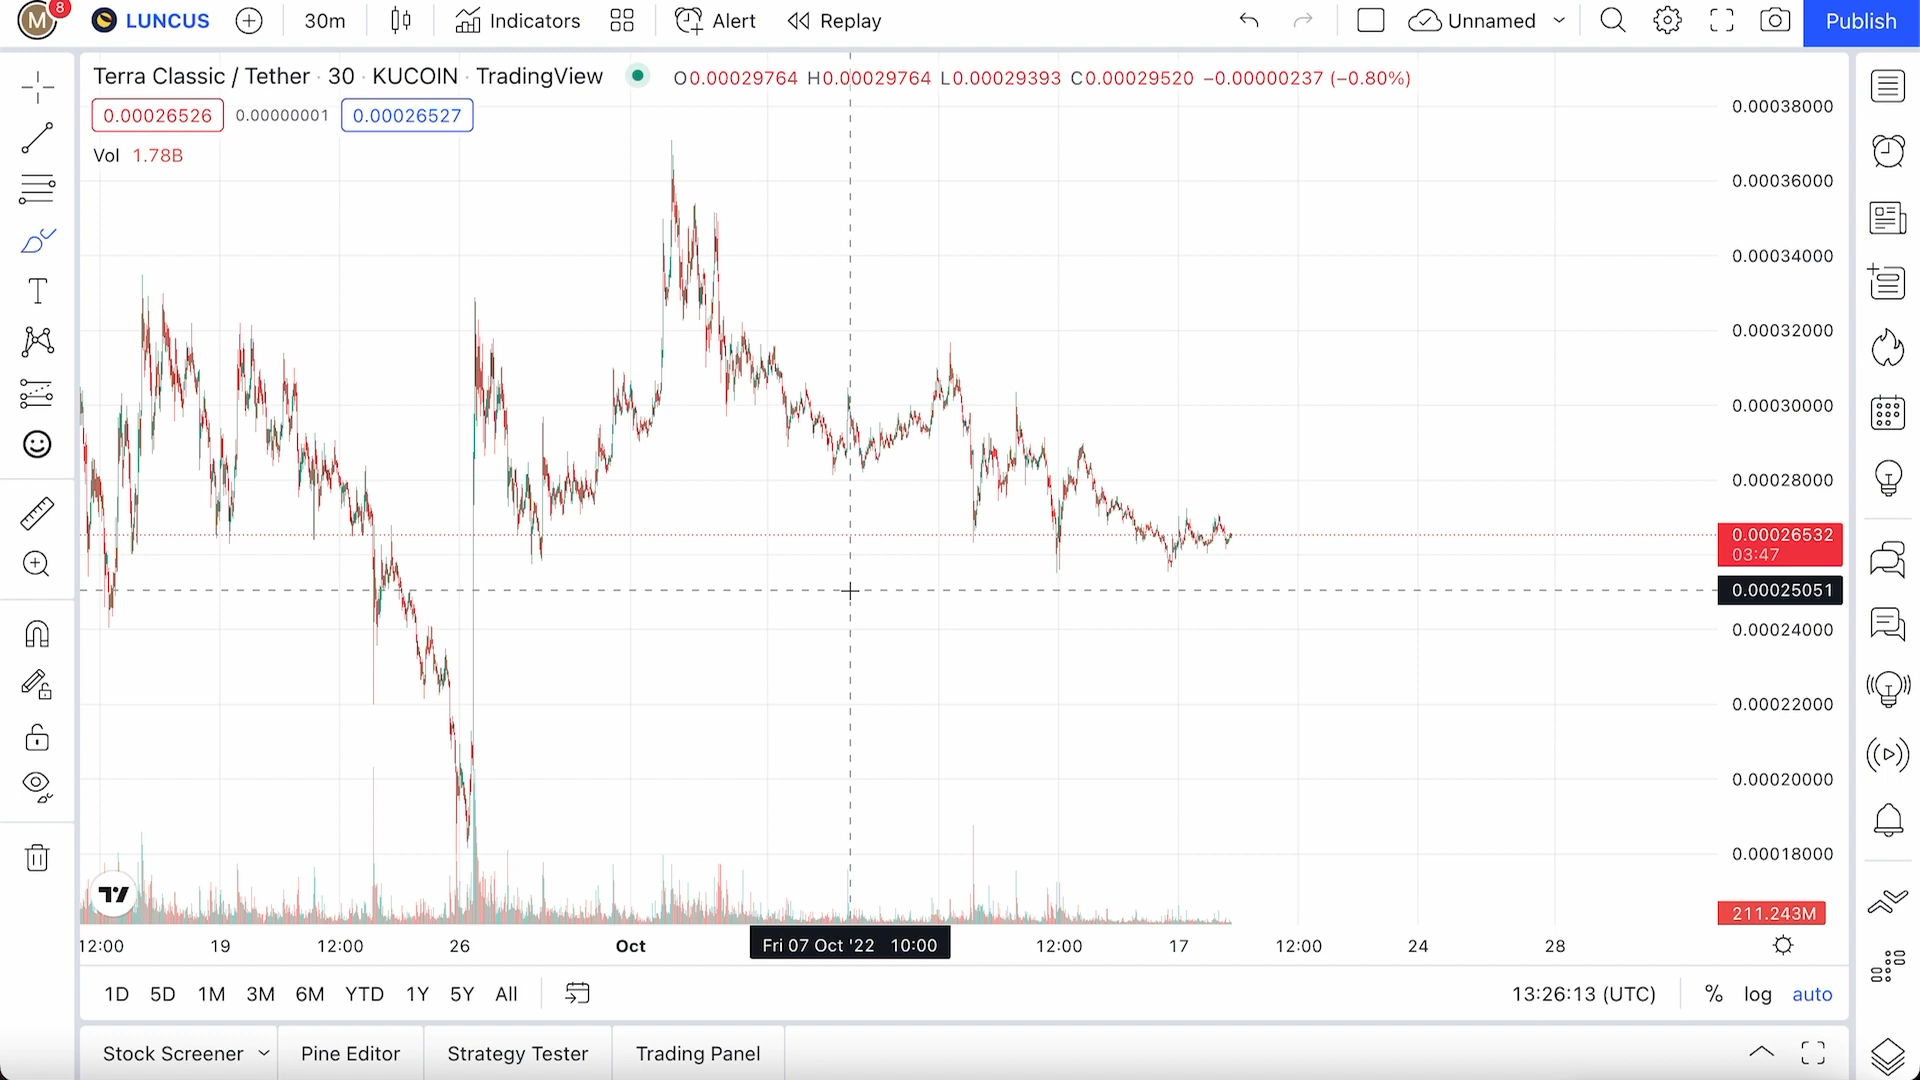 M 8 LUNCUS 30m Indicators Alert Replay Unnamed Publish
Terra Classic / Tether · 30 · KUCOIN · TradingView O0.00029764 H0.00029764 L0.00029393 C0.00029520 −0.00000237 (−0.80%)
0.00026526 0.00000001 0.00026527
Vol 1.78B
0.00038000
0.00036000
0.00034000
0.00032000
0.00030000
0.00028000
0.00026532
03:47
0.00025051
0.00024000
0.00022000
0.00020000
0.00018000
211.243M
12:00 19 12:00 26 Oct Fri 07 Oct '22 10:00 12:00 17 12:00 24 28
1D 5D 1M 3M 6M YTD 1Y 5Y All 13:26:13 (UTC) % log auto
Stock Screener Pine Editor Strategy Tester Trading Panel